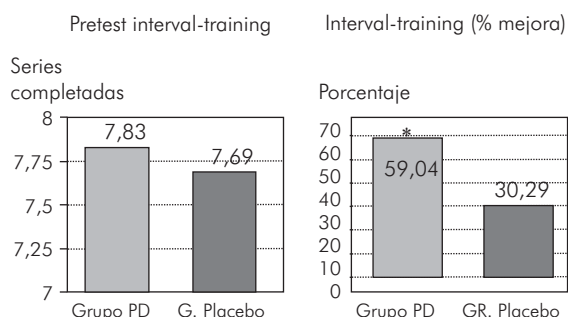 Pretest interval-training
Series
completadas
8
7,75
7,5
7,25
7
7,83
7,69
Grupo PD
G. Placebo
Interval-training (% mejora)
Porcentaje
70
60
50
40
30
20
10
0
*
59,04
30,29
Grupo PD
GR. Placebo